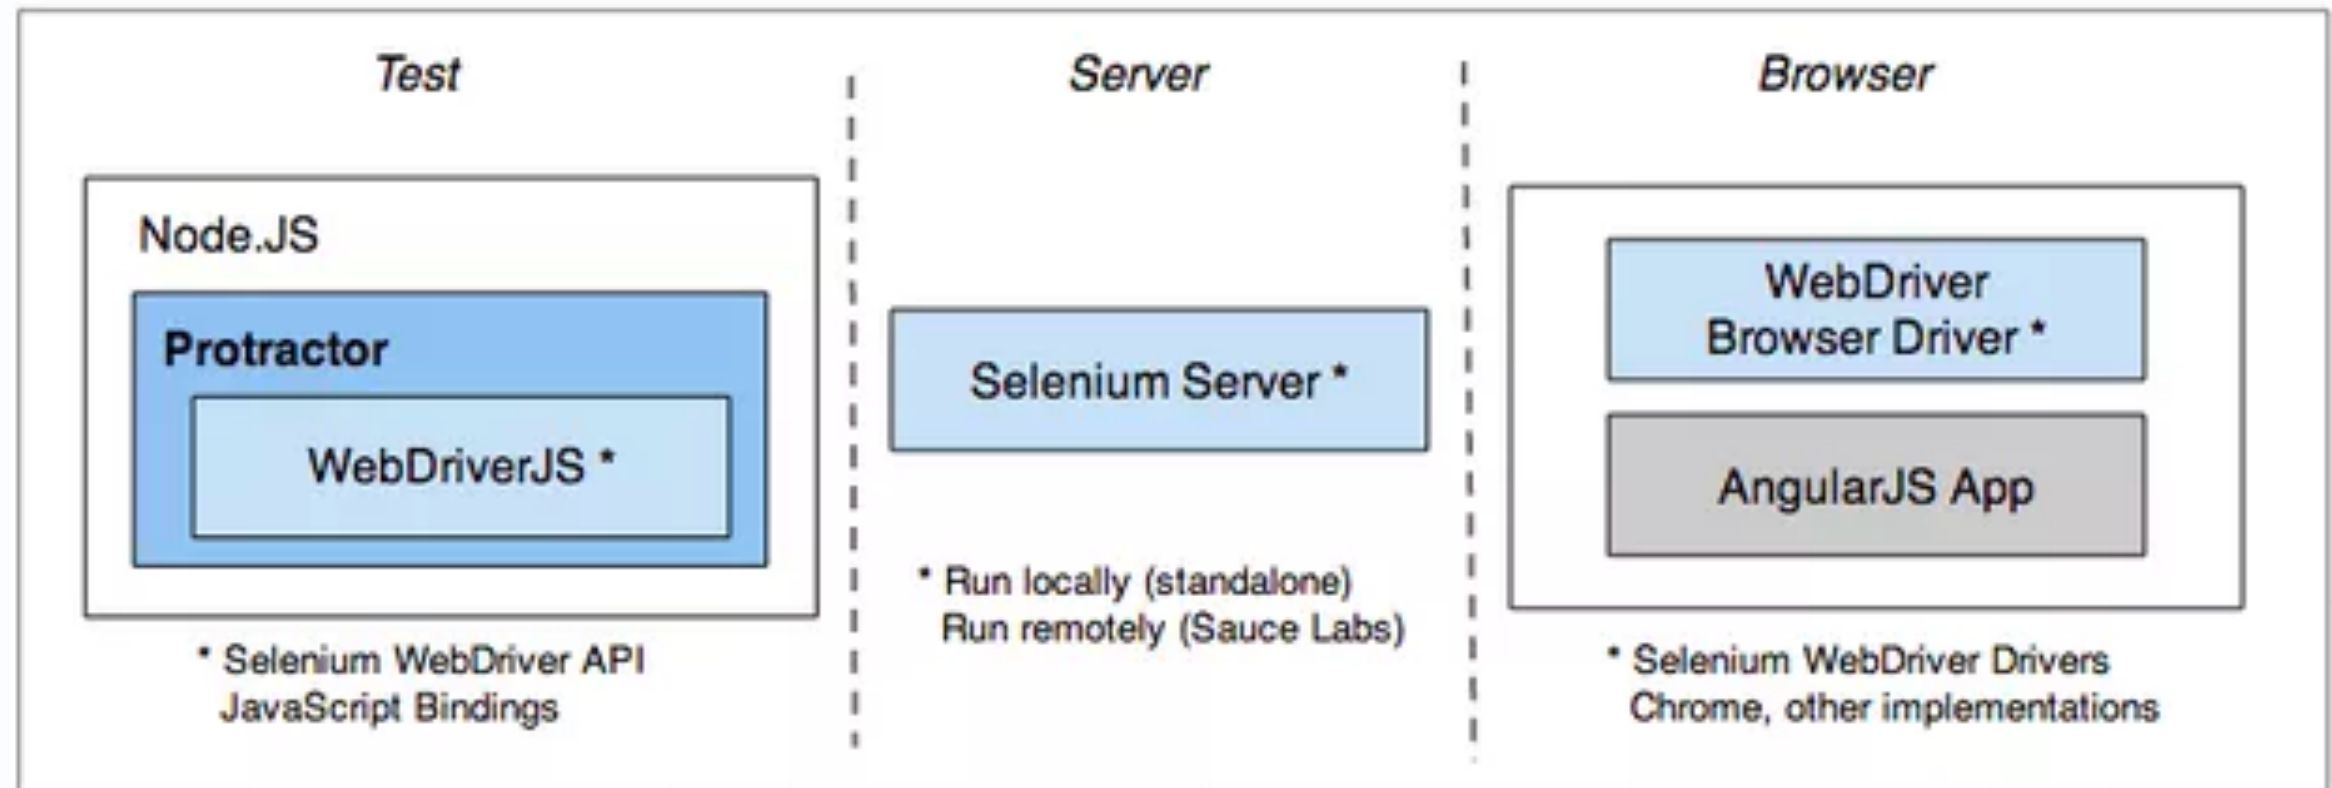 Test
Node.JS
Protractor
WebDriverJS *
* Selenium WebDriver API
JavaScript Bindings
Server
Selenium Server *
* Run locally (standalone)
Run remotely (Sauce Labs)
Browser
WebDriver
Browser Driver *
AngularJS App
* Selenium WebDriver Drivers
Chrome, other implementations